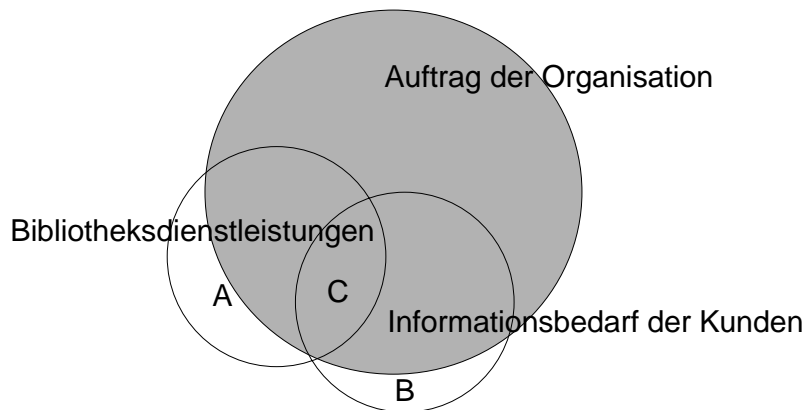 Auftrag der Organisation
Bibliotheksdienstleistungen
A
C
Informationsbedarf der Kunden
B